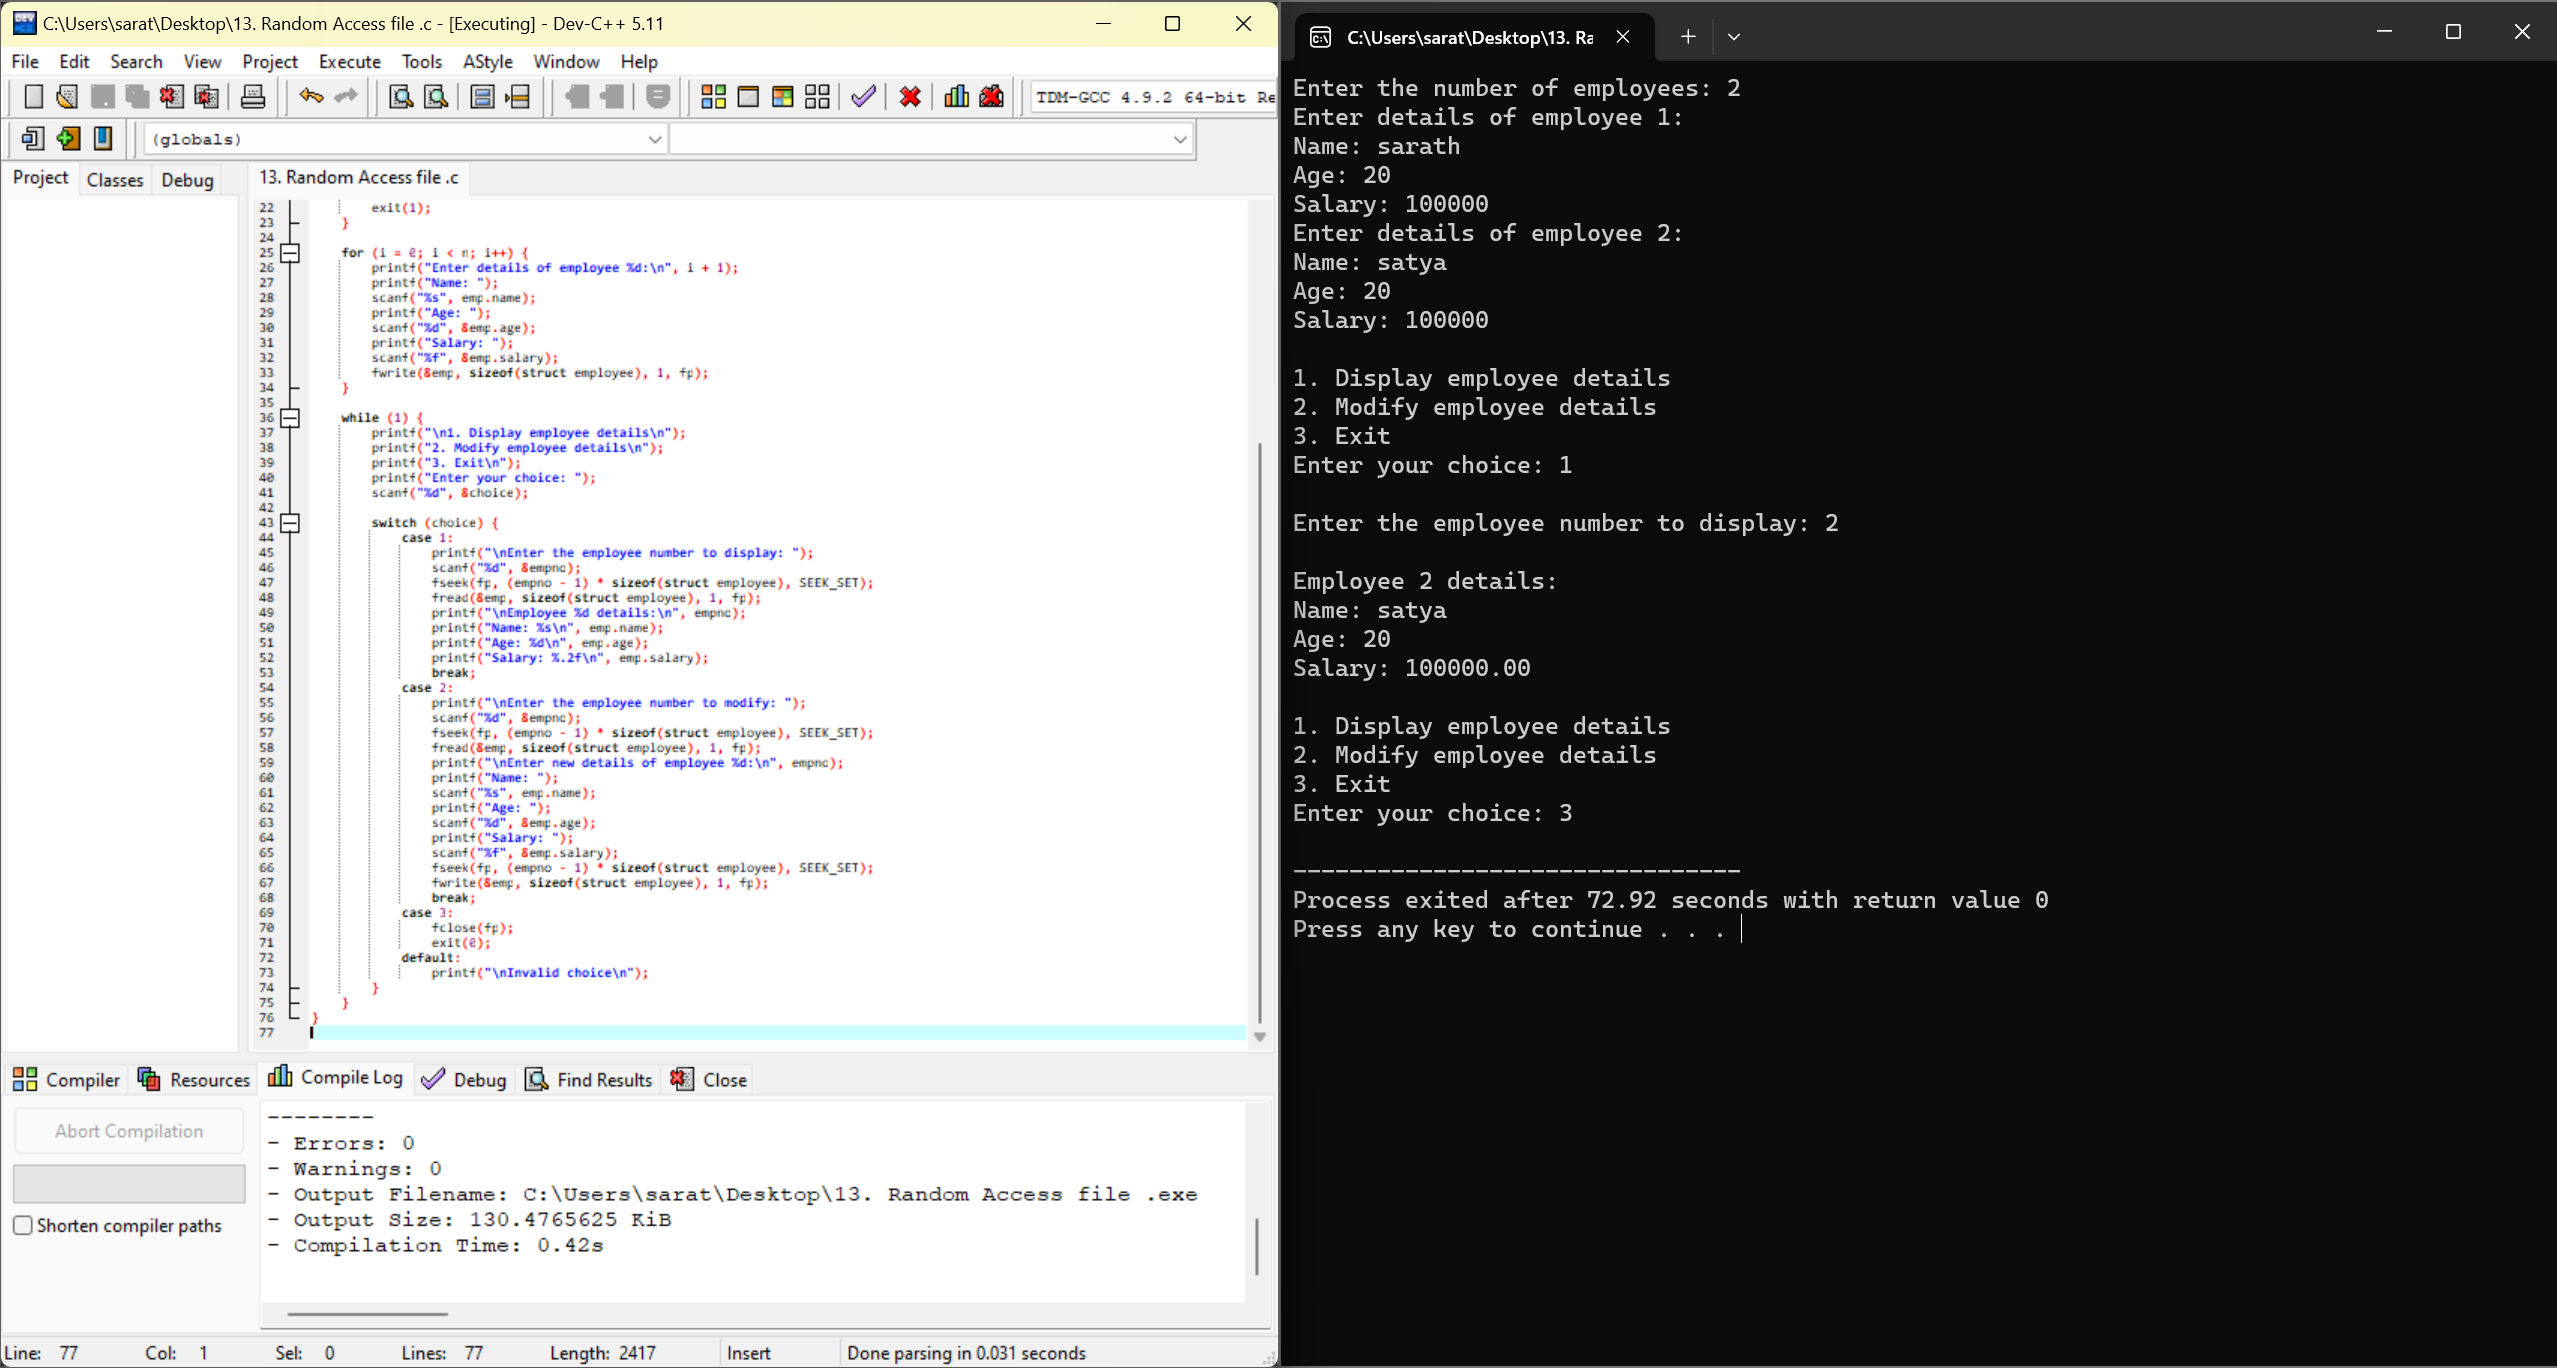 C:\Users\sarat\Desktop\13. Random Access file .c - [Executing] - Dev-C++ 5.11
File Edit Search View Project Execute Tools AStyle Window Help
TDM-GCC 4.9.2 64-bit Re
(globals)
Project Classes Debug
13. Random Access file .c
22 exit(1);
23 }
24
25 for (i = 0; i < n; i++) {
26 printf("Enter details of employee %d:\n", i + 1);
27 printf("Name: ");
28 scanf("%s", emp.name);
29 printf("Age: ");
30 scanf("%d", &emp.age);
31 printf("Salary: ");
32 scanf("%f", &emp.salary);
33 fwrite(&emp, sizeof(struct employee), 1, fp);
34 }
35
36 while (1) {
37 printf("\n1. Display employee details\n");
38 printf("2. Modify employee details\n");
39 printf("3. Exit\n");
40 printf("Enter your choice: ");
41 scanf("%d", &choice);
42
43 switch (choice) {
44 case 1:
45 printf("\nEnter the employee number to display: ");
46 scanf("%d", &empno);
47 fseek(fp, (empno - 1) * sizeof(struct employee), SEEK_SET);
48 fread(&emp, sizeof(struct employee), 1, fp);
49 printf("\nEmployee %d details:\n", empno);
50 printf("Name: %s\n", emp.name);
51 printf("Age: %d\n", emp.age);
52 printf("Salary: %.2f\n", emp.salary);
53 break;
54 case 2:
55 printf("\nEnter the employee number to modify: ");
56 scanf("%d", &empno);
57 fseek(fp, (empno - 1) * sizeof(struct employee), SEEK_SET);
58 fread(&emp, sizeof(struct employee), 1, fp);
59 printf("\nEnter new details of employee %d:\n", empno);
60 printf("Name: ");
61 scanf("%s", emp.name);
62 printf("Age: ");
63 scanf("%d", &emp.age);
64 printf("Salary: ");
65 scanf("%f", &emp.salary);
66 fseek(fp, (empno - 1) * sizeof(struct employee), SEEK_SET);
67 fwrite(&emp, sizeof(struct employee), 1, fp);
68 break;
69 case 3:
70 fclose(fp);
71 exit(0);
72 default:
73 printf("\nInvalid choice\n");
74 }
75 }
76 }
77
Compiler Resources Compile Log Debug Find Results Close
Abort Compilation
Shorten compiler paths
--------
- Errors: 0
- Warnings: 0
- Output Filename: C:\Users\sarat\Desktop\13. Random Access file .exe
- Output Size: 130.4765625 KiB
- Compilation Time: 0.42s
Line: 77 Col: 1 Sel: 0 Lines: 77 Length: 2417 Insert Done parsing in 0.031 seconds
C:\Users\sarat\Desktop\13. Ra
Enter the number of employees: 2
Enter details of employee 1:
Name: sarath
Age: 20
Salary: 100000
Enter details of employee 2:
Name: satya
Age: 20
Salary: 100000
1. Display employee details
2. Modify employee details
3. Exit
Enter your choice: 1
Enter the employee number to display: 2
Employee 2 details:
Name: satya
Age: 20
Salary: 100000.00
1. Display employee details
2. Modify employee details
3. Exit
Enter your choice: 3
--------------------------------
Process exited after 72.92 seconds with return value 0
Press any key to continue . . .